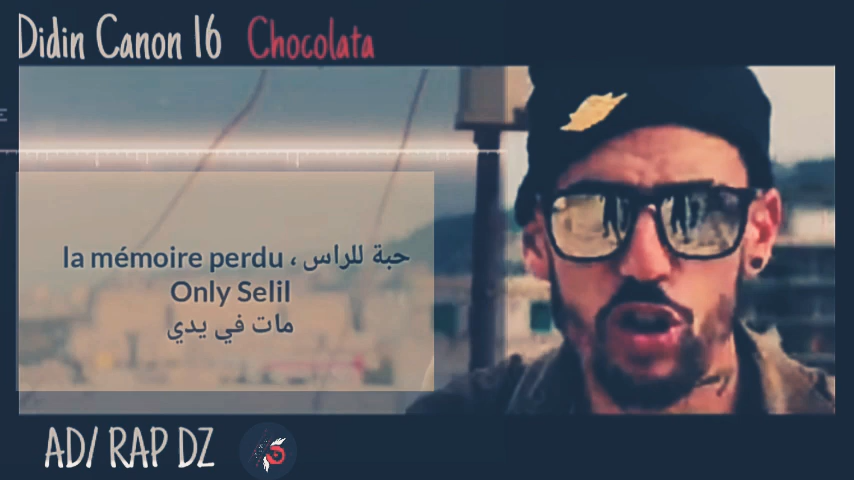 Didin Canon 16 Chocolata
حبة للراس ، la mémoire perdu
Only Selil
مات في يدي
AD/ RAP DZ